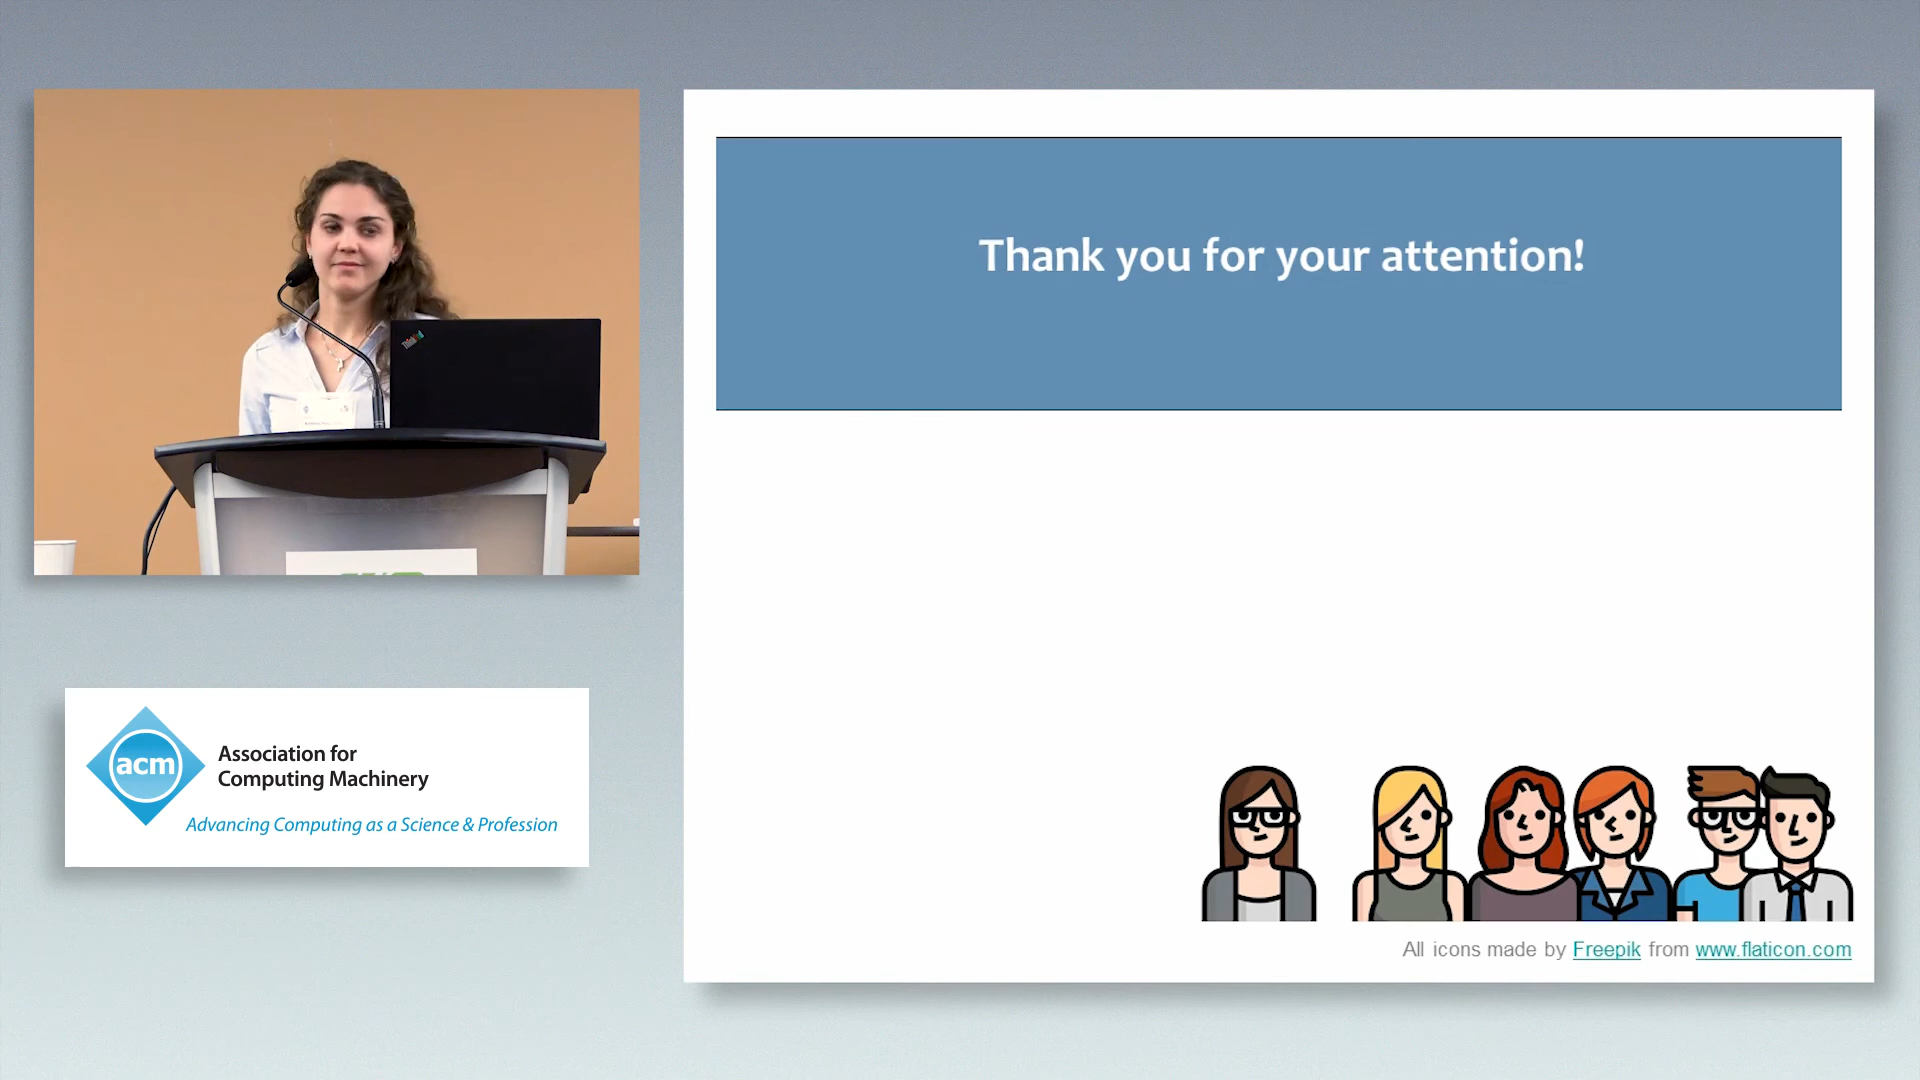 Thank you for your attention!
ThinkPad
acm
Association for
Computing Machinery
Advancing Computing as a Science & Profession
All icons made by Freepik from www.flaticon.com